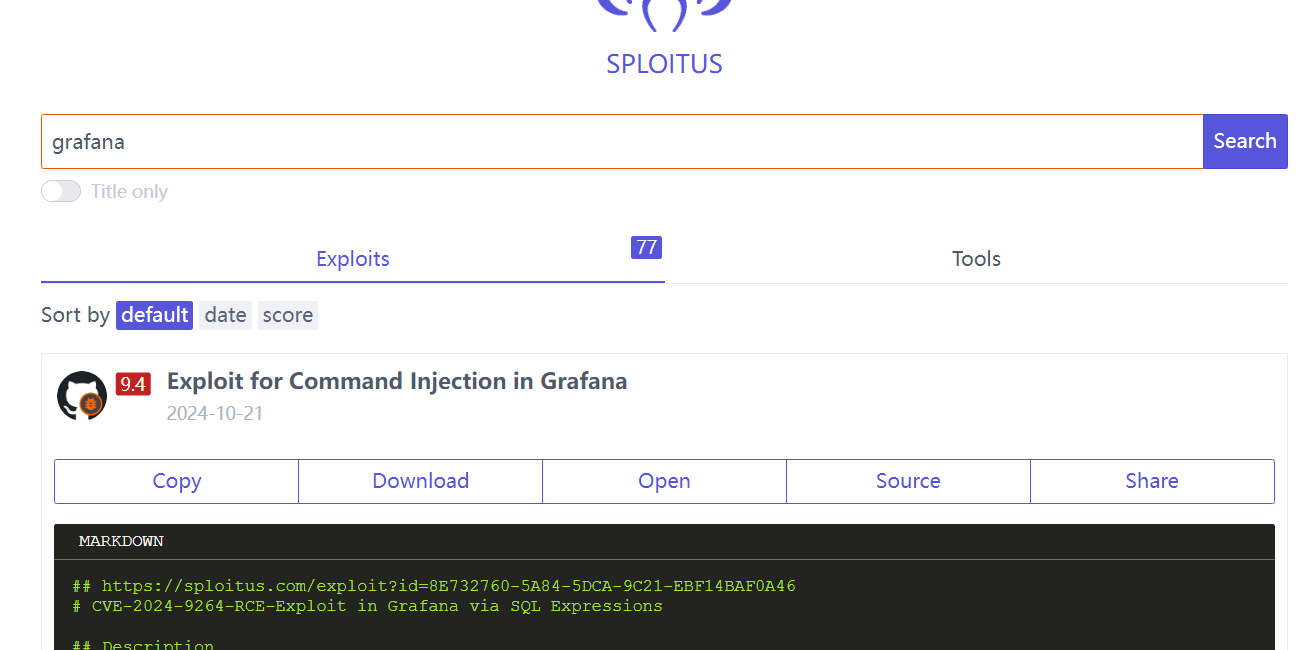 SPLOITUS
grafana
Search
Title only
Exploits
77
Tools
Sort by default date score
9.4
Exploit for Command Injection in Grafana
2024-10-21
Copy
Download
Open
Source
Share
MARKDOWN
## https://sploitus.com/exploit?id=8E732760-5A84-5DCA-9C21-EBF14BAF0A46
# CVE-2024-9264-RCE-Exploit in Grafana via SQL Expressions
## Description